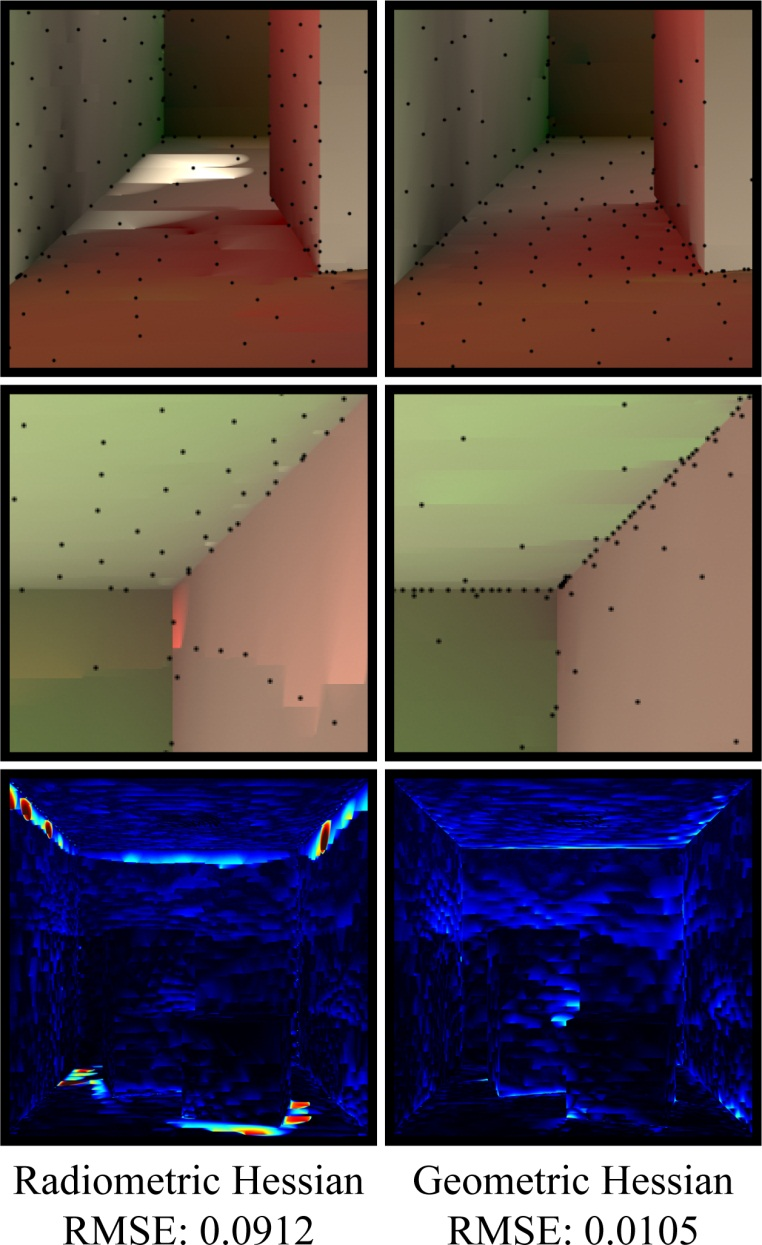 Radiometric Hessian
RMSE: 0.0912
Geometric Hessian
RMSE: 0.0105